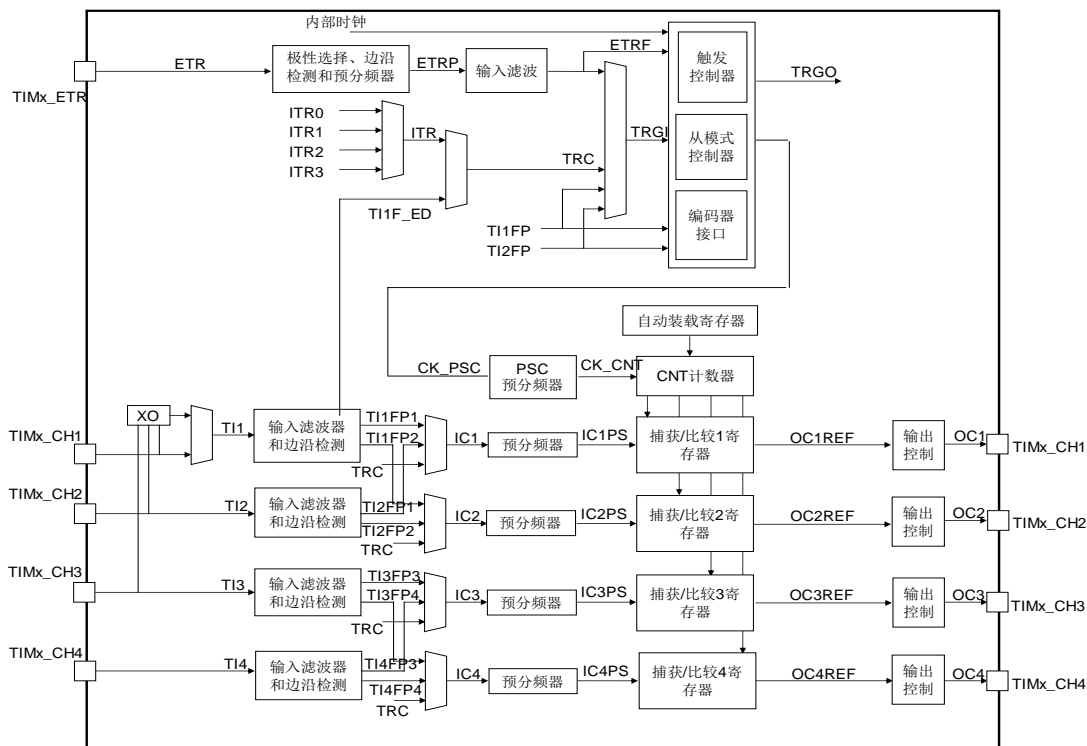 内部时钟
ETR
极性选择、边沿
检测和预分频器
ETRP
输入滤波
ETRF
触发
控制器
TRGO
TIMx_ETR
ITR0
ITR1
ITR2
ITR3
ITR
TRC
TRGI
从模式
控制器
TI1F_ED
TI1FP
TI2FP
编码器
接口
自动装载寄存器
CK_PSC
PSC
预分频器
CK_CNT
CNT计数器
TIMx_CH1
XO
TI1
输入滤波器
和边沿检测
TI1FP1
TI1FP2
TRC
IC1
预分频器
IC1PS
捕获/比较1寄
存器
OC1REF
输出
控制
OC1
TIMx_CH1
TIMx_CH2
TI2
输入滤波器
和边沿检测
TI2FP1
TI2FP2
TRC
IC2
预分频器
IC2PS
捕获/比较2寄
存器
OC2REF
输出
控制
OC2
TIMx_CH2
TIMx_CH3
TI3
输入滤波器
和边沿检测
TI3FP3
TI3FP4
TRC
IC3
预分频器
IC3PS
捕获/比较3寄
存器
OC3REF
输出
控制
OC3
TIMx_CH3
TIMx_CH4
TI4
输入滤波器
和边沿检测
TI4FP3
TI4FP4
TRC
IC4
预分频器
IC4PS
捕获/比较4寄
存器
OC4REF
输出
控制
OC4
TIMx_CH4